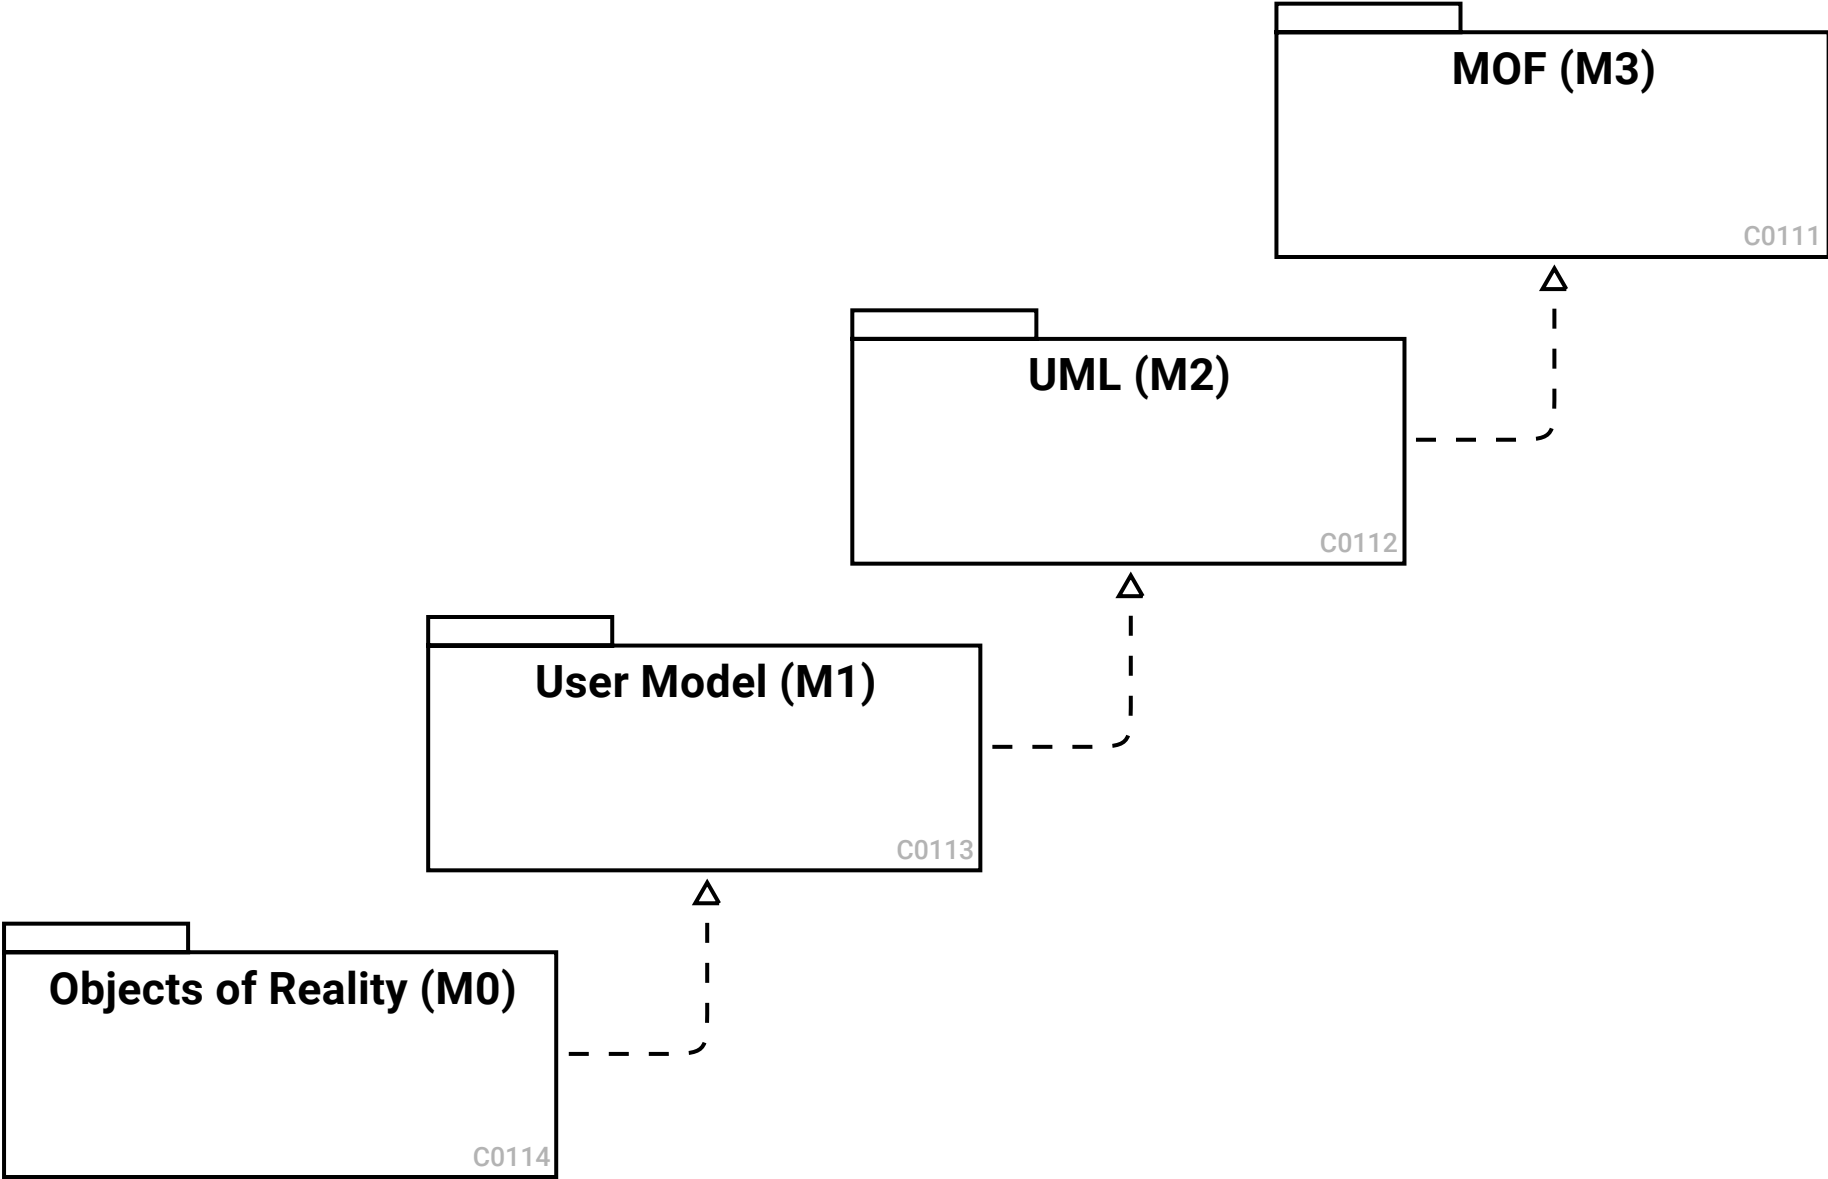 MOF (M3)
C0111
UML (M2)
C0112
User Model (M1)
C0113
Objects of Reality (M0)
C0114